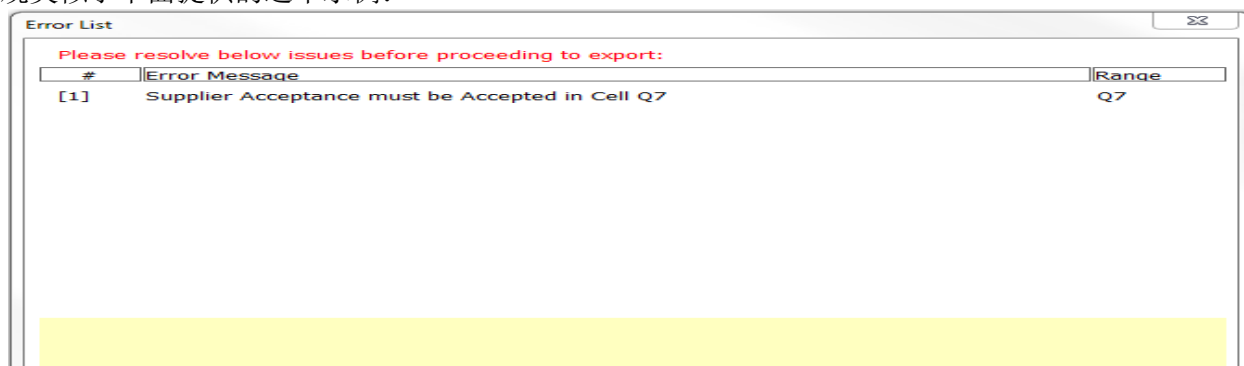 Error List
Please resolve below issues before proceeding to export:
# Error Message Range
[1] Supplier Acceptance must be Accepted in Cell Q7 Q7